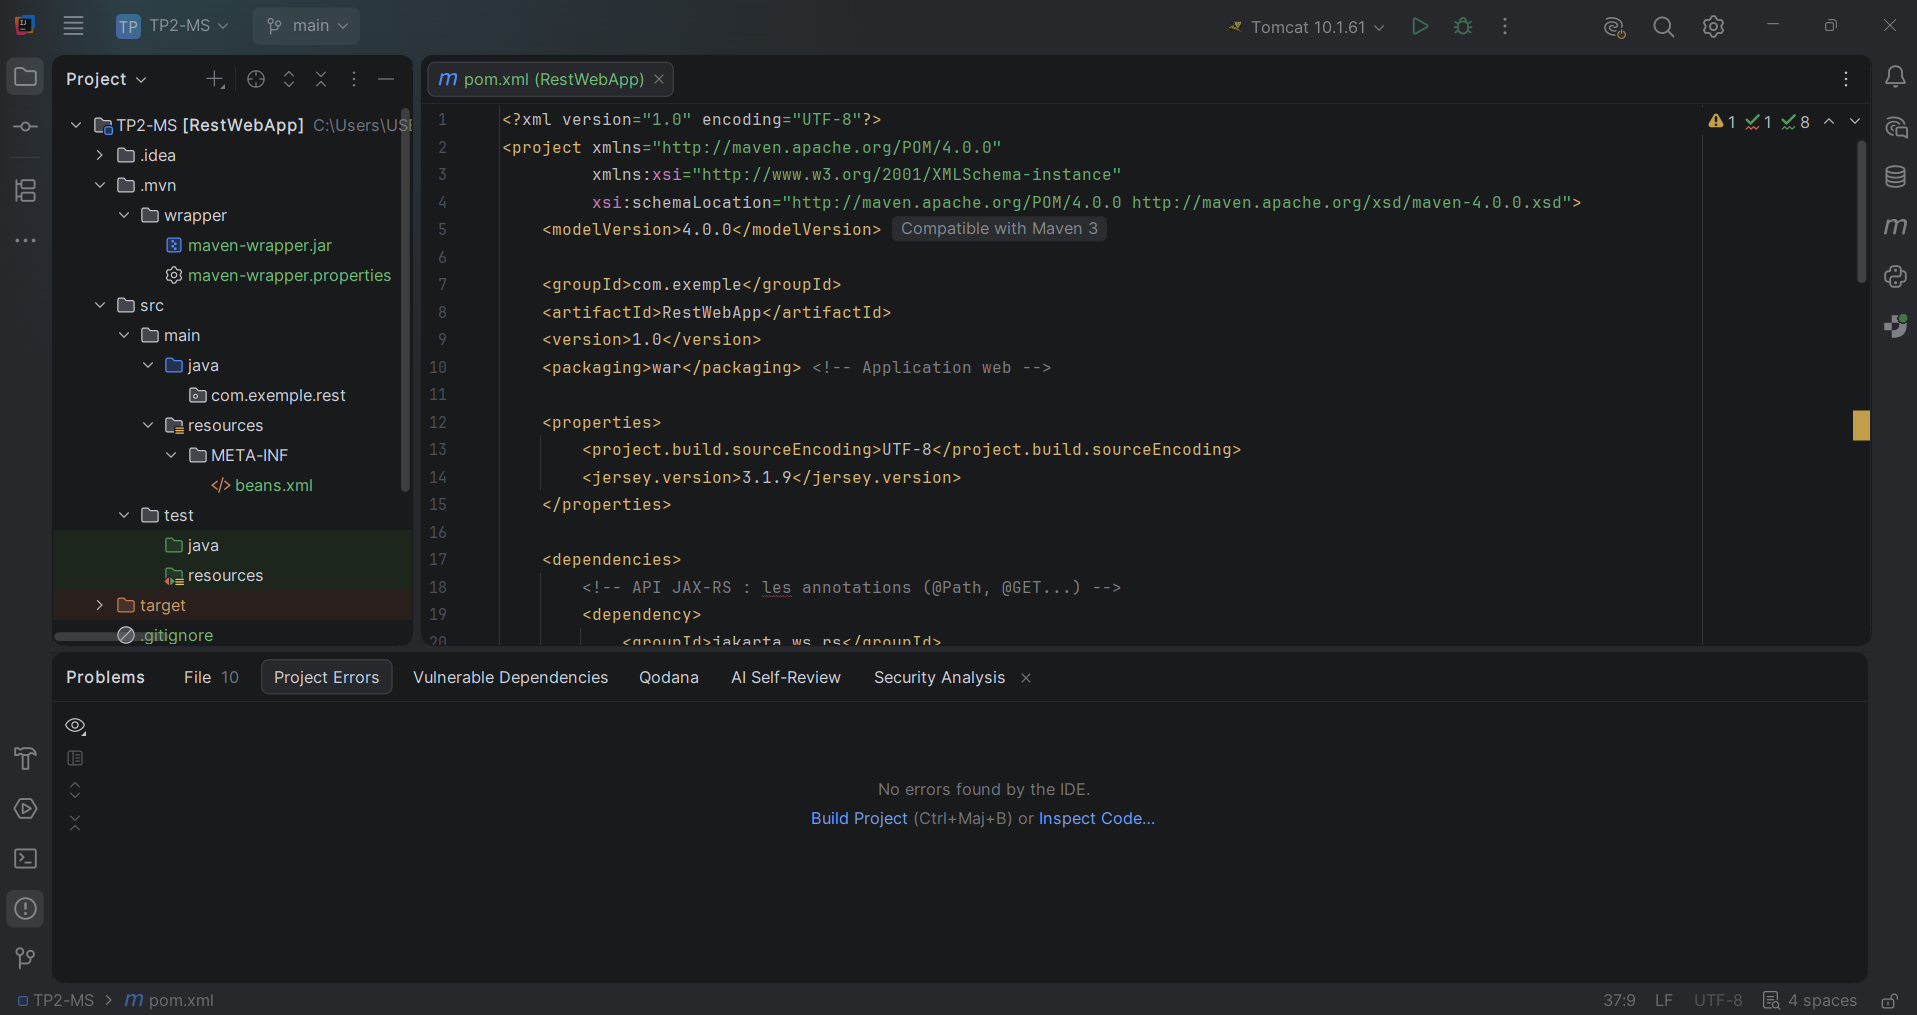 TP TP2-MS main Tomcat 10.1.61
Project
TP2-MS [RestWebApp] C:\Users\USE
.idea
.mvn
wrapper
maven-wrapper.jar
maven-wrapper.properties
src
main
java
com.exemple.rest
resources
META-INF
beans.xml
test
java
resources
target
.gitignore
m pom.xml (RestWebApp)
1 <?xml version="1.0" encoding="UTF-8"?>
2 <project xmlns="http://maven.apache.org/POM/4.0.0"
3 xmlns:xsi="http://www.w3.org/2001/XMLSchema-instance"
4 xsi:schemaLocation="http://maven.apache.org/POM/4.0.0 http://maven.apache.org/xsd/maven-4.0.0.xsd">
5 <modelVersion>4.0.0</modelVersion> Compatible with Maven 3
6
7 <groupId>com.exemple</groupId>
8 <artifactId>RestWebApp</artifactId>
9 <version>1.0</version>
10 <packaging>war</packaging> <!-- Application web -->
11
12 <properties>
13 <project.build.sourceEncoding>UTF-8</project.build.sourceEncoding>
14 <jersey.version>3.1.9</jersey.version>
15 </properties>
16
17 <dependencies>
18 <!-- API JAX-RS : les annotations (@Path, @GET...) -->
19 <dependency>
20 <groupId>jakarta.ws.rs</groupId>
1 1 8
m
Problems File 10 Project Errors Vulnerable Dependencies Qodana AI Self-Review Security Analysis
No errors found by the IDE.
Build Project (Ctrl+Maj+B) or Inspect Code...
TP2-MS m pom.xml 37:9 LF UTF-8 4 spaces